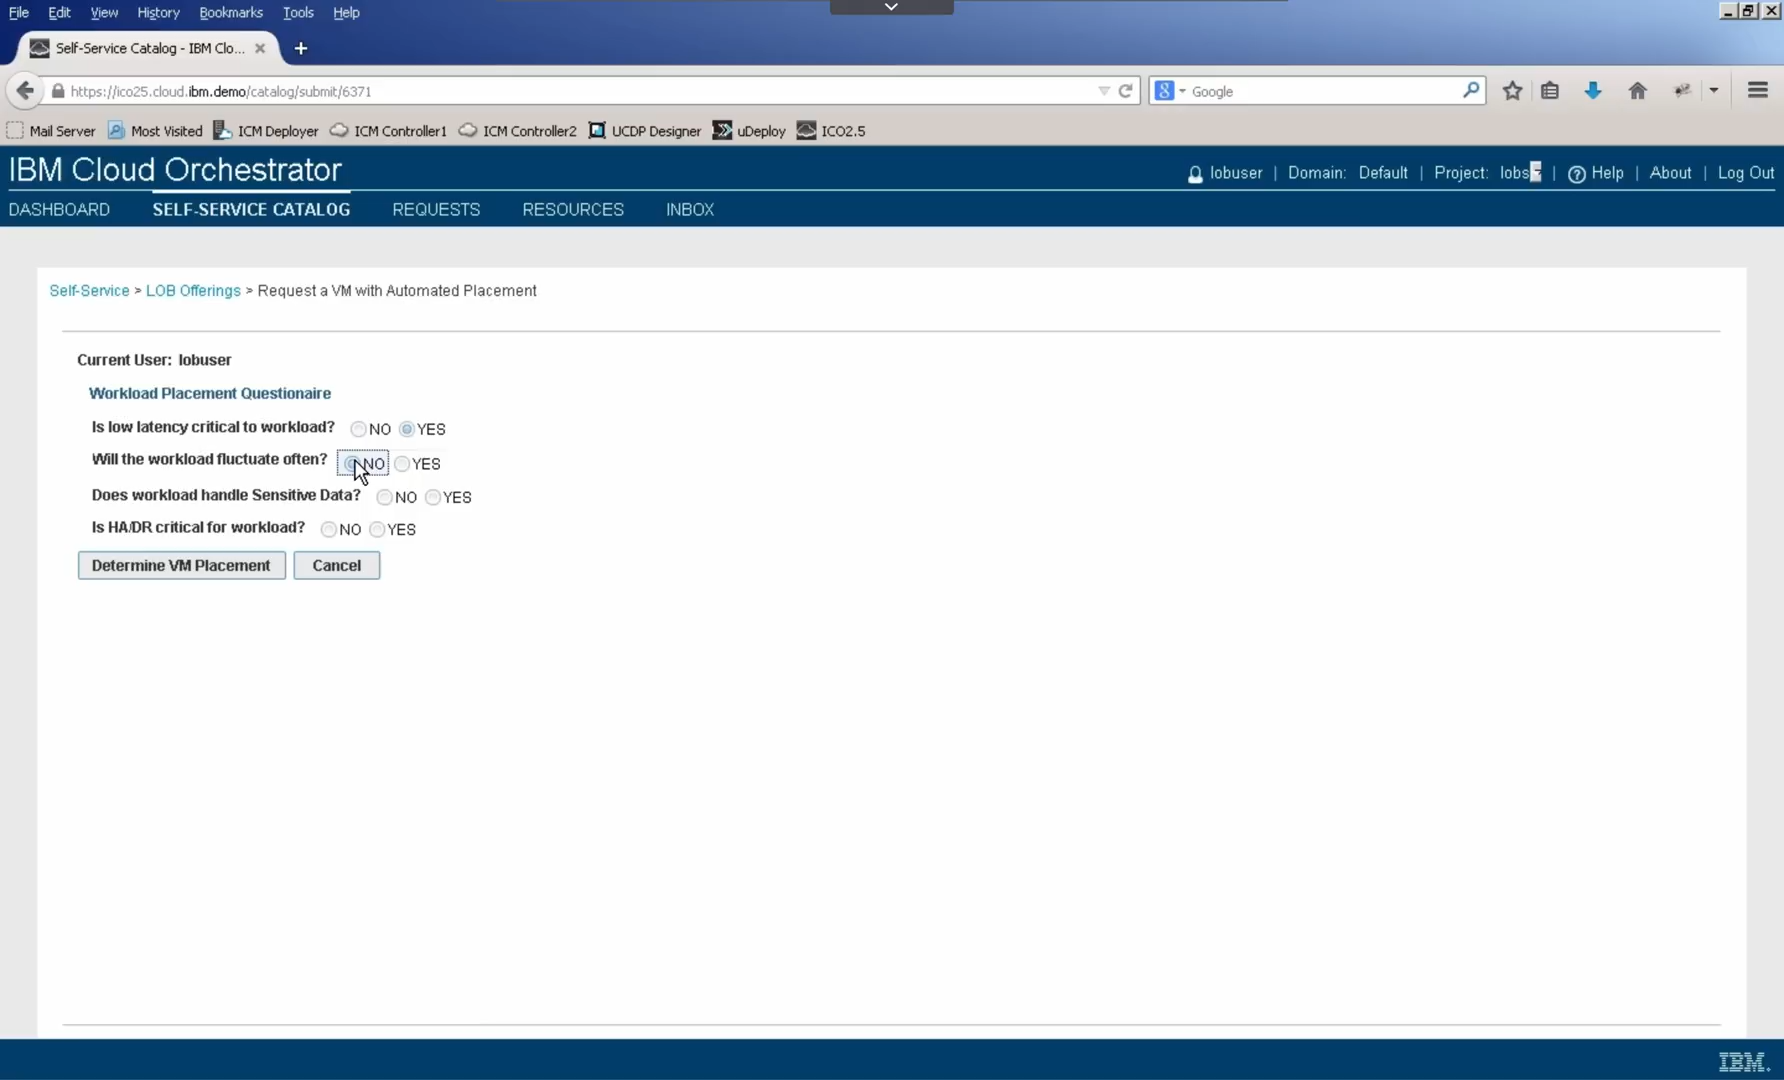 File Edit View History Bookmarks Tools Help
Self-Service Catalog - IBM Clo...
https://ico25.cloud.ibm.demo/catalog/submit/6371
Google
Mail Server Most Visited ICM Deployer ICM Controller1 ICM Controller2 UCDP Designer uDeploy ICO2.5
IBM Cloud Orchestrator
lobuser | Domain: Default | Project: lobs | Help | About | Log Out
DASHBOARD SELF-SERVICE CATALOG REQUESTS RESOURCES INBOX
Self-Service > LOB Offerings > Request a VM with Automated Placement
Current User: lobuser
Workload Placement Questionaire
Is low latency critical to workload? NO YES
Will the workload fluctuate often? NO YES
Does workload handle Sensitive Data? NO YES
Is HA/DR critical for workload? NO YES
Determine VM Placement Cancel
IBM.